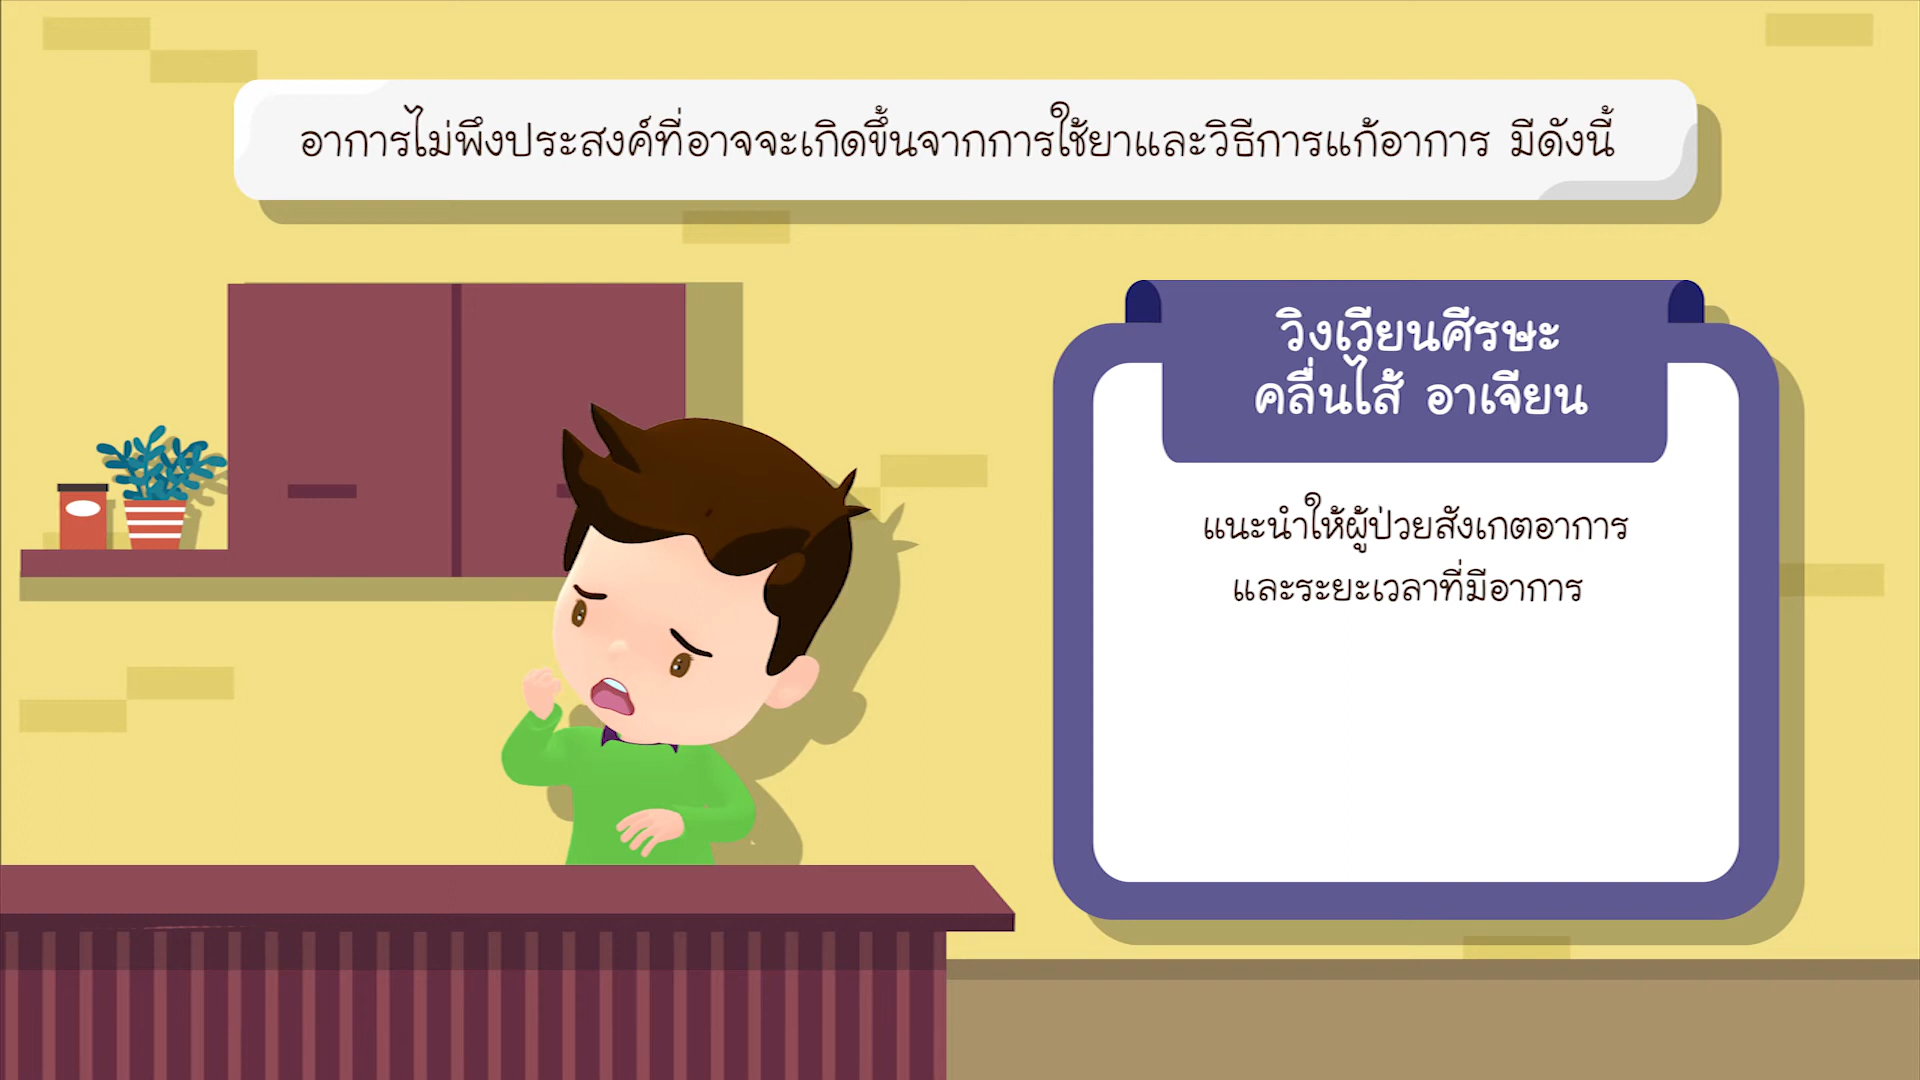 อาการไม่พึงประสงค์ที่อาจจะเกิดขึ้นจากการใช้ยาและวิธีการแก้อาการ มีดังนี้
วิงเวียนศีรษะ
คลื่นไส้ อาเจียน
แนะนำให้ผู้ป่วยสังเกตอาการ
และระยะเวลาที่มีอาการ